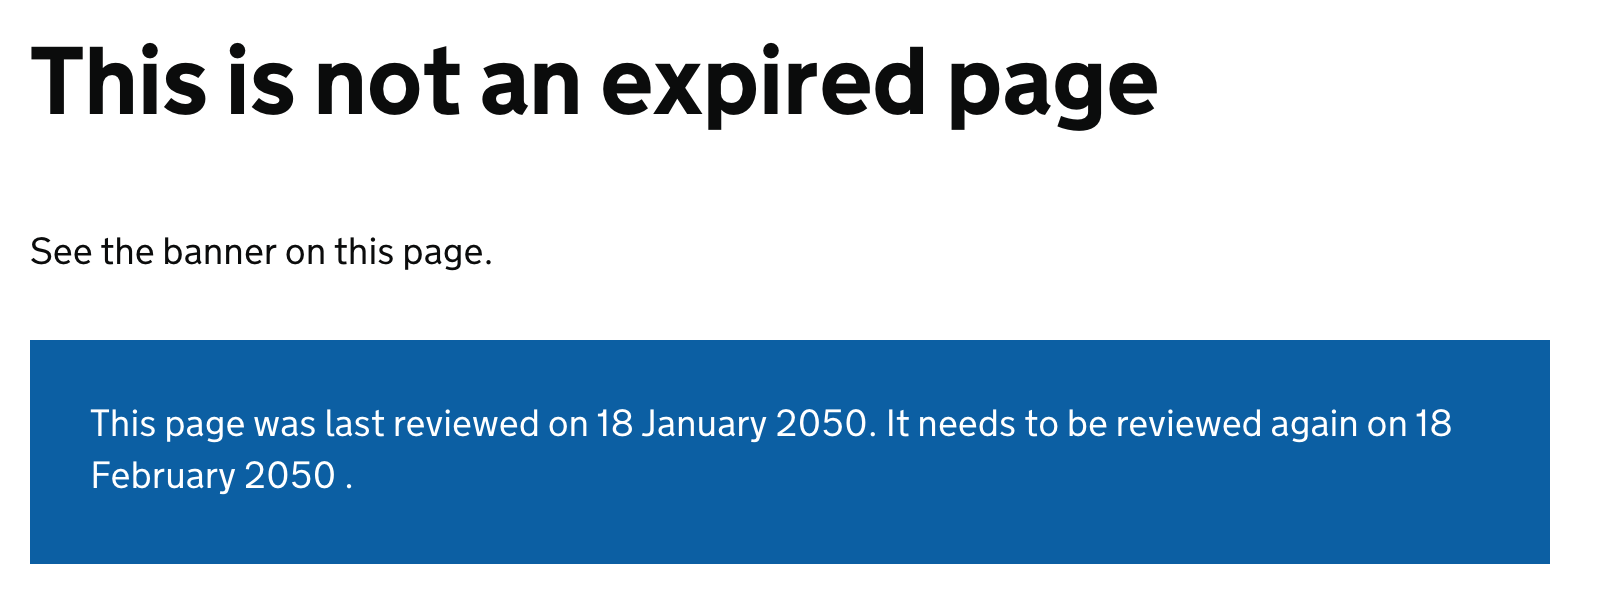 This is not an expired page
See the banner on this page.
This page was last reviewed on 18 January 2050. It needs to be reviewed again on 18
February 2050 .